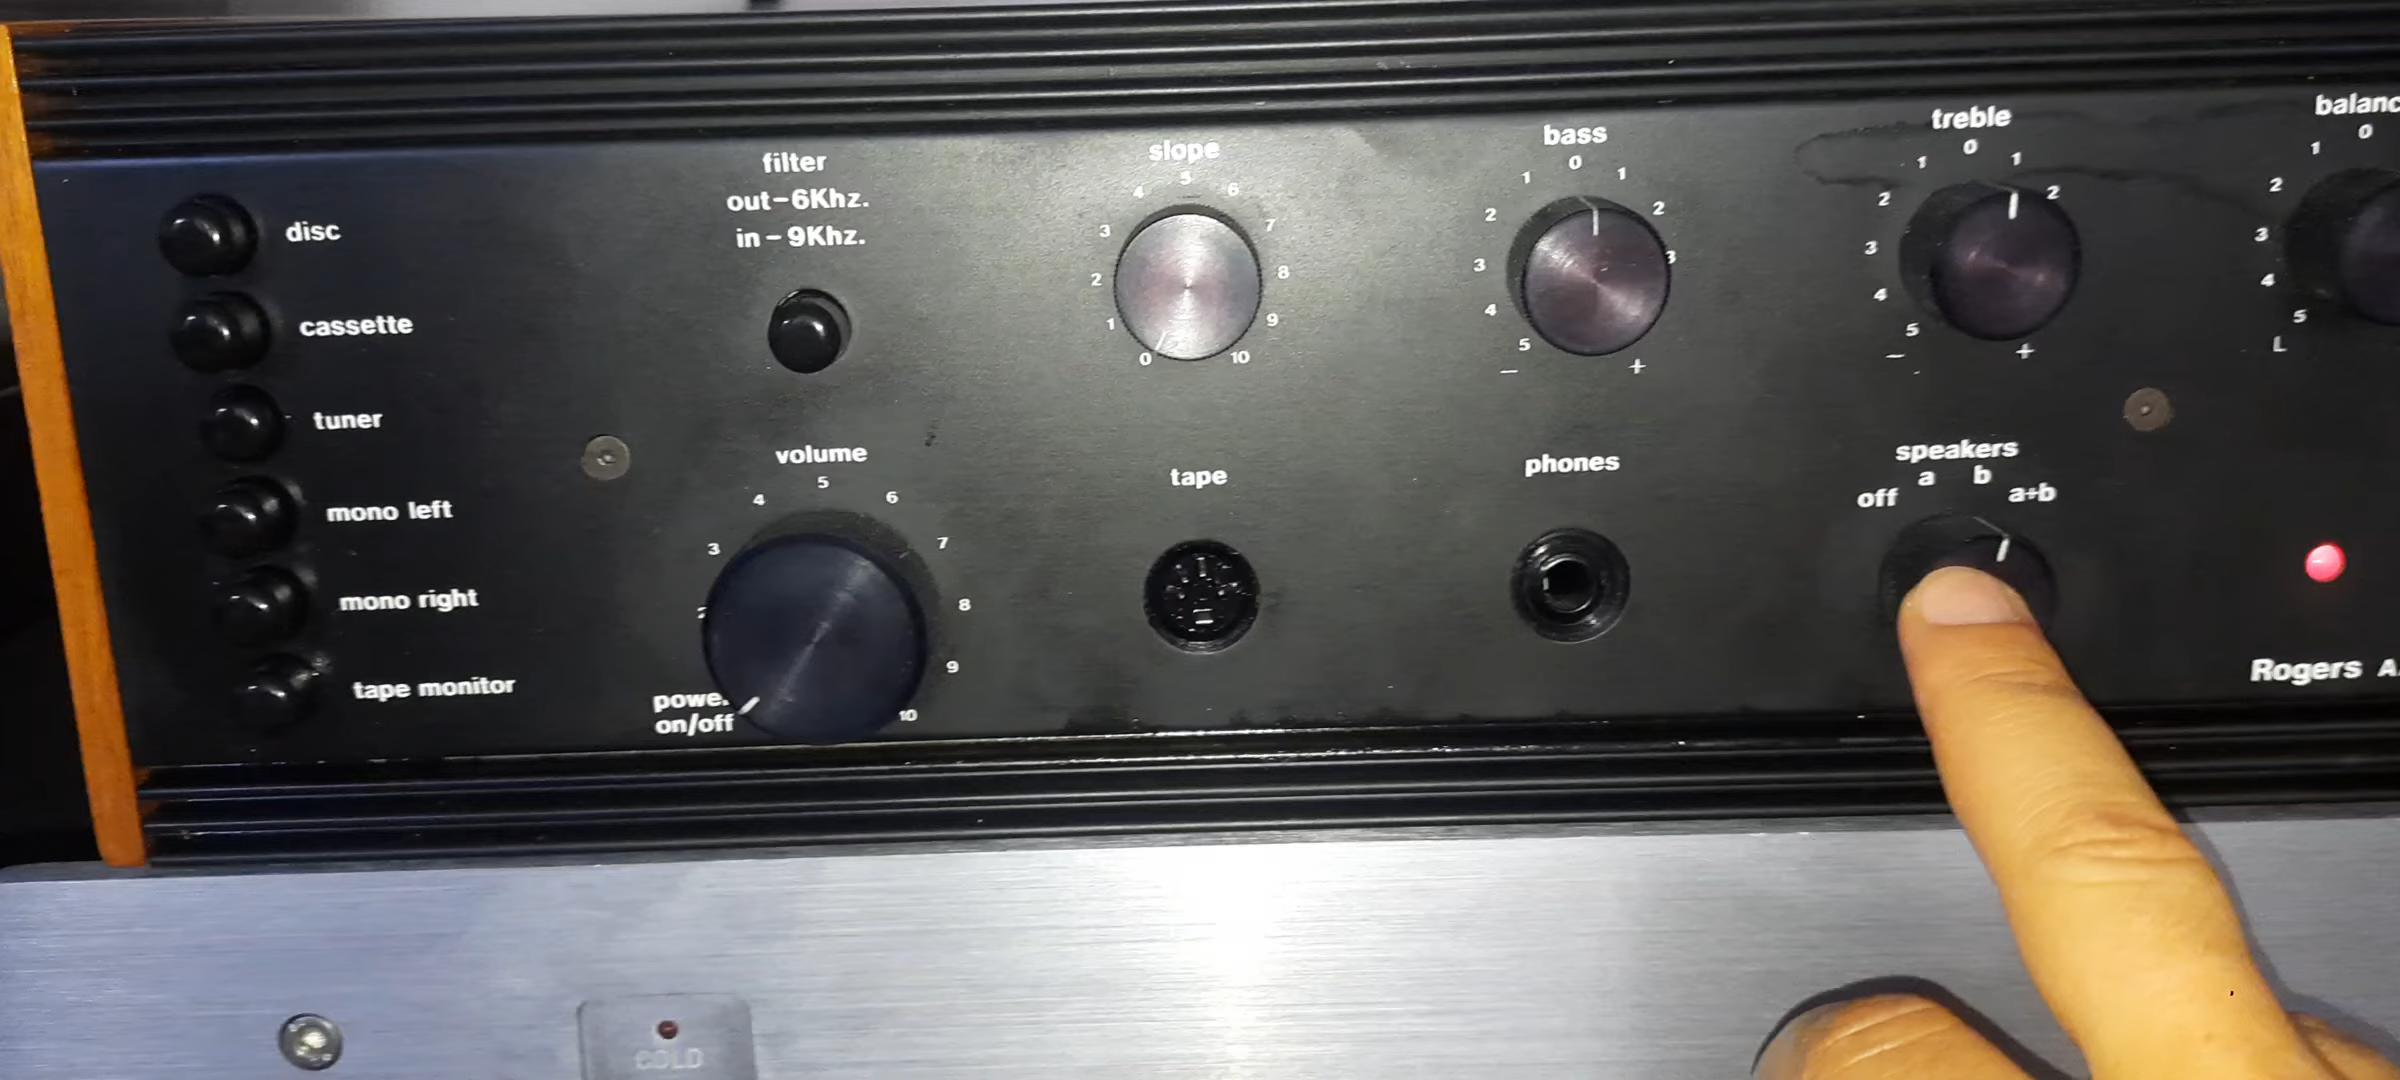 disc
cassette
tuner
mono left
mono right
tape monitor
filter
out-6Khz.
in-9Khz.
volume
3 4 5 6 7 8 9 10
on/off
slope
0 1 2 3 4 5 6 7 8 9 10
tape
bass
5 4 3 2 1 0 1 2 3
- +
phones
treble
5 4 3 2 1 0 1 2
- +
speakers
off a b a+b
5 4 3 2 1 0
L
Rogers
COLD